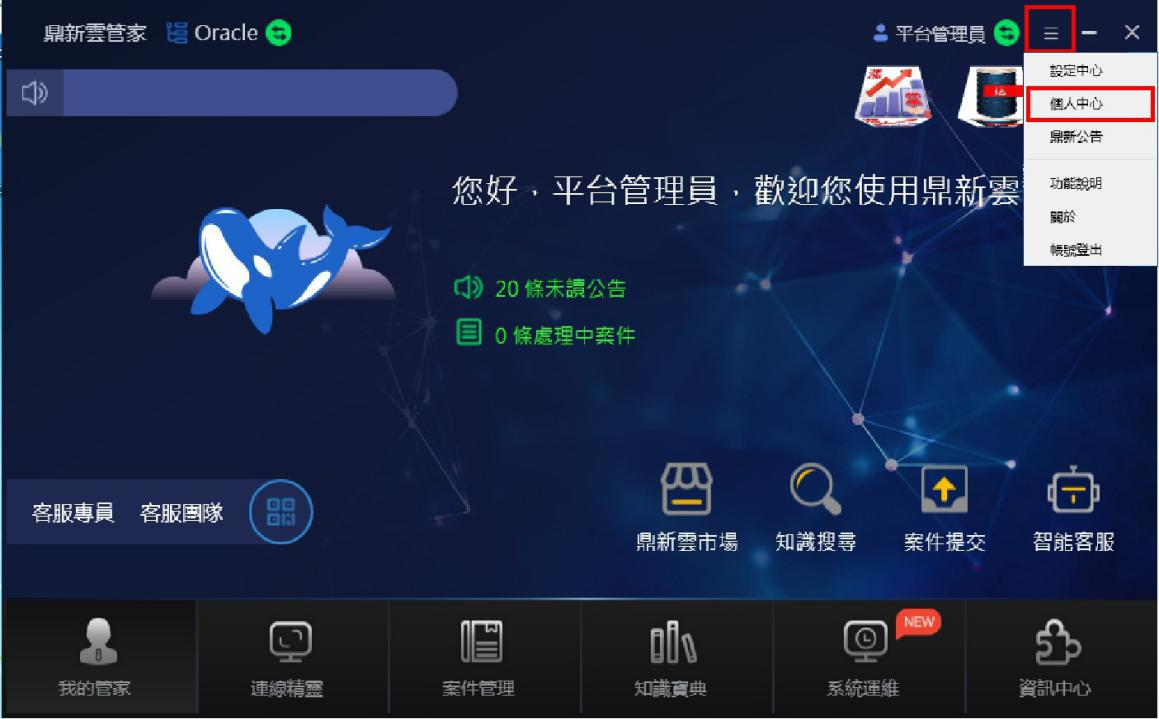 鼎新雲管家 Oracle 平台管理員
設定中心
個人中心
鼎新公告
功能說明
關於
帳號登出
漲
掌
您好，平台管理員，歡迎您使用鼎新雲
20 條未讀公告
0 條處理中案件
客服專員 客服團隊
鼎新雲市場 知識搜尋 案件提交 智能客服
NEW
我的管家 連線精靈 案件管理 知識寶典 系統運維 資訊中心